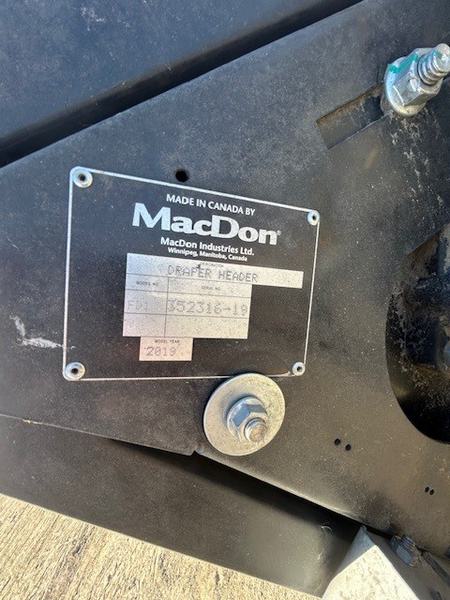 MADE IN CANADA BY
MacDon®
MacDon Industries Ltd.
Winnipeg, Manitoba, Canada
DRAPER HEADER
MODEL NO. SERIAL NO.
FD1 352316-19
MODEL YEAR
2019